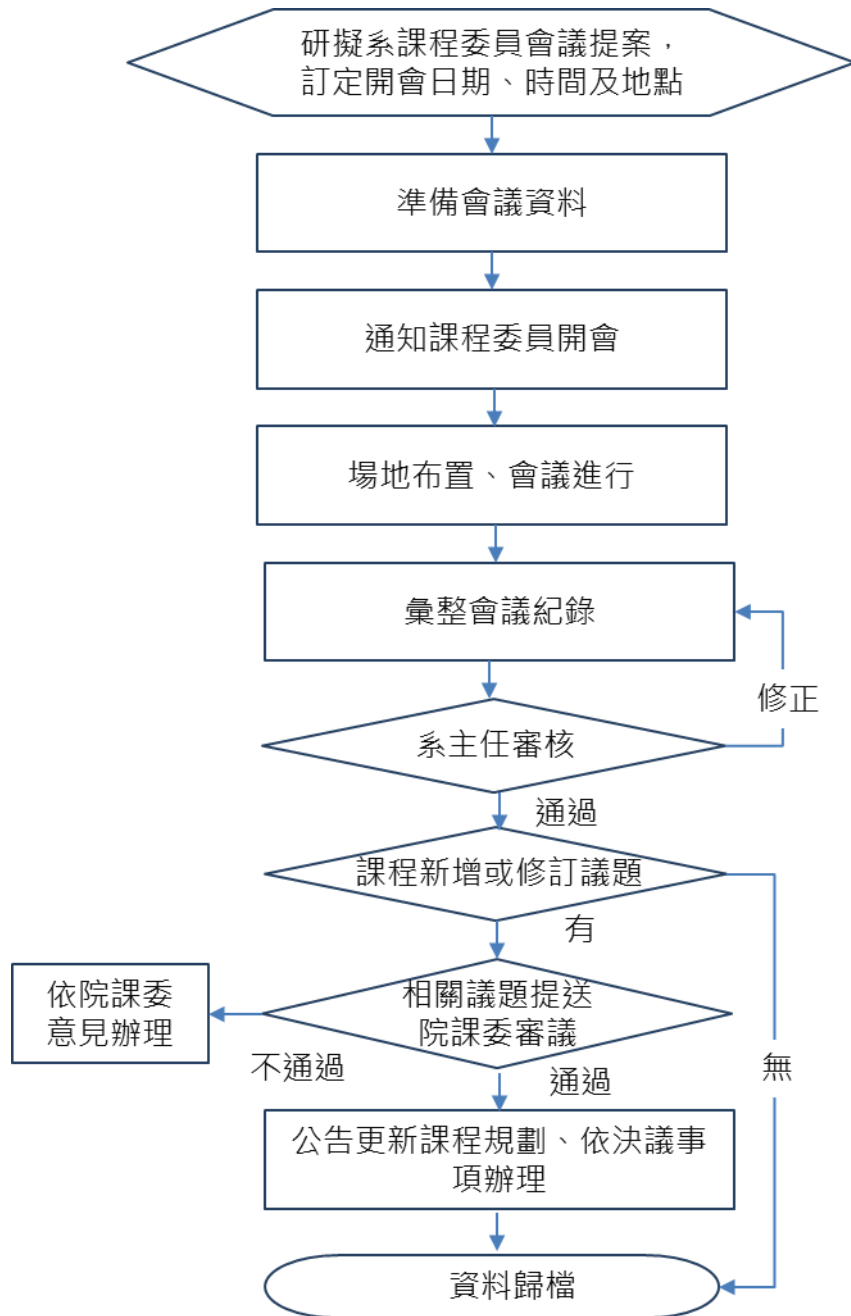 研擬系課程委員會議提案，
訂定開會日期、時間及地點
準備會議資料
通知課程委員開會
場地布置、會議進行
彙整會議紀錄
修正
系主任審核
通過
課程新增或修訂議題
有
依院課委
意見辦理
相關議題提送
院課委審議
無
不通過
通過
公告更新課程規劃、依決議事
項辦理
資料歸檔